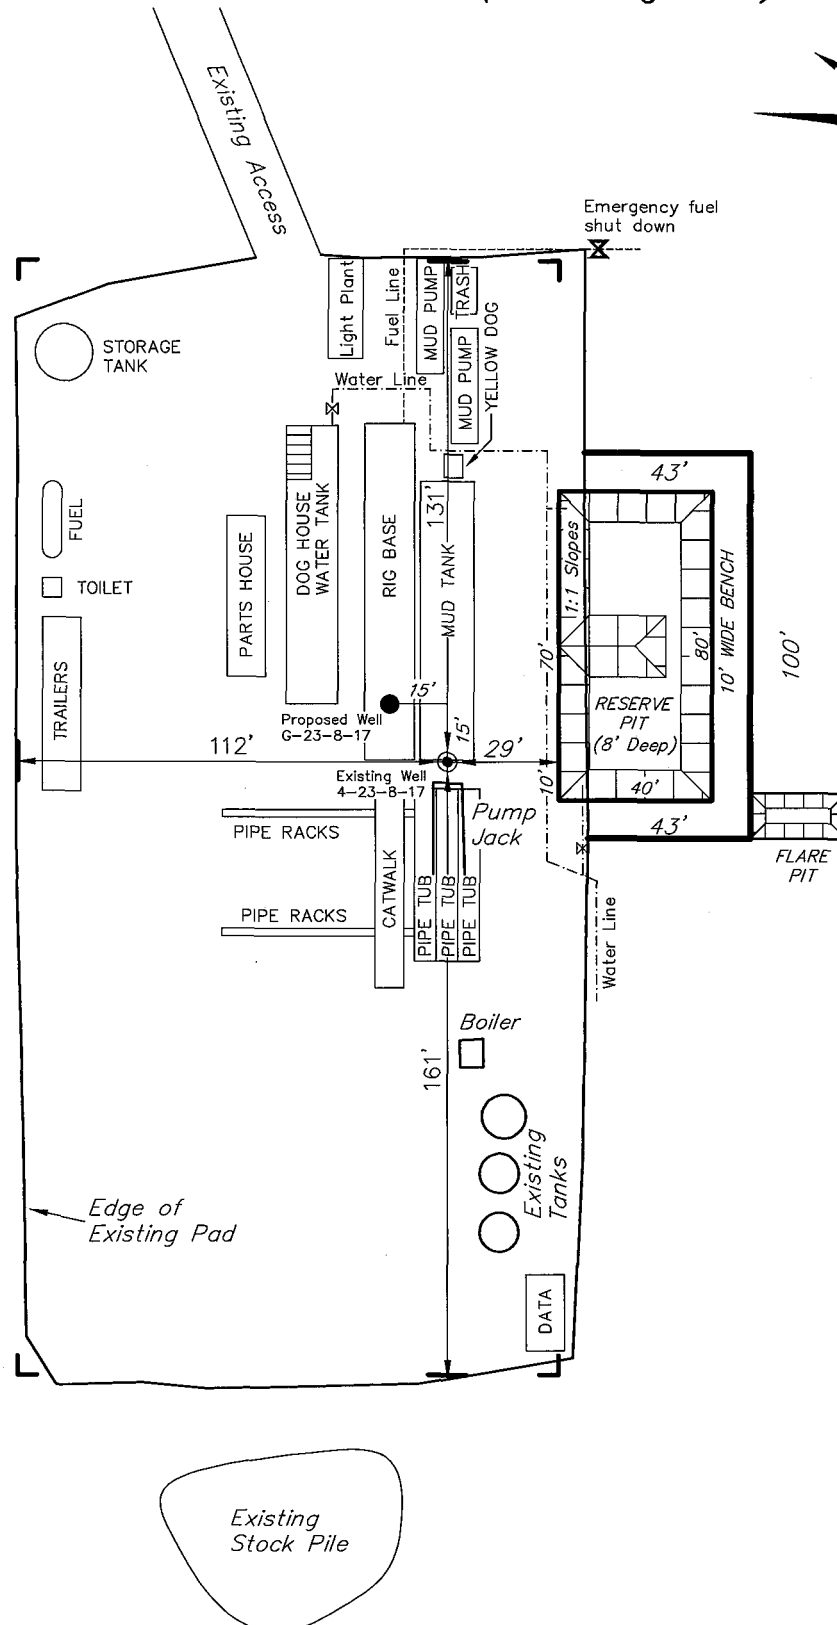 Existing Access
Emergency fuel
shut down
Light Plant
Fuel Line
MUD PUMP
TRASH
MUD PUMP
YELLOW DOG
STORAGE
TANK
Water Line
43'
FUEL
DOG HOUSE
WATER TANK
RIG BASE
131'
MUD TANK
1:1 Slopes
PARTS HOUSE
TOILET
TRAILERS
70'
80'
10' WIDE BENCH
100'
15'
RESERVE
PIT
(8' Deep)
Proposed Well
G-23-8-17
15'
112'
29'
Existing Well
4-23-8-17
10'
40'
Pump
Jack
43'
PIPE RACKS
FLARE
PIT
CATWALK
PIPE TUB
PIPE TUB
PIPE TUB
PIPE RACKS
Water Line
Boiler
161'
Existing
Tanks
Edge of
Existing Pad
DATA
Existing
Stock Pile